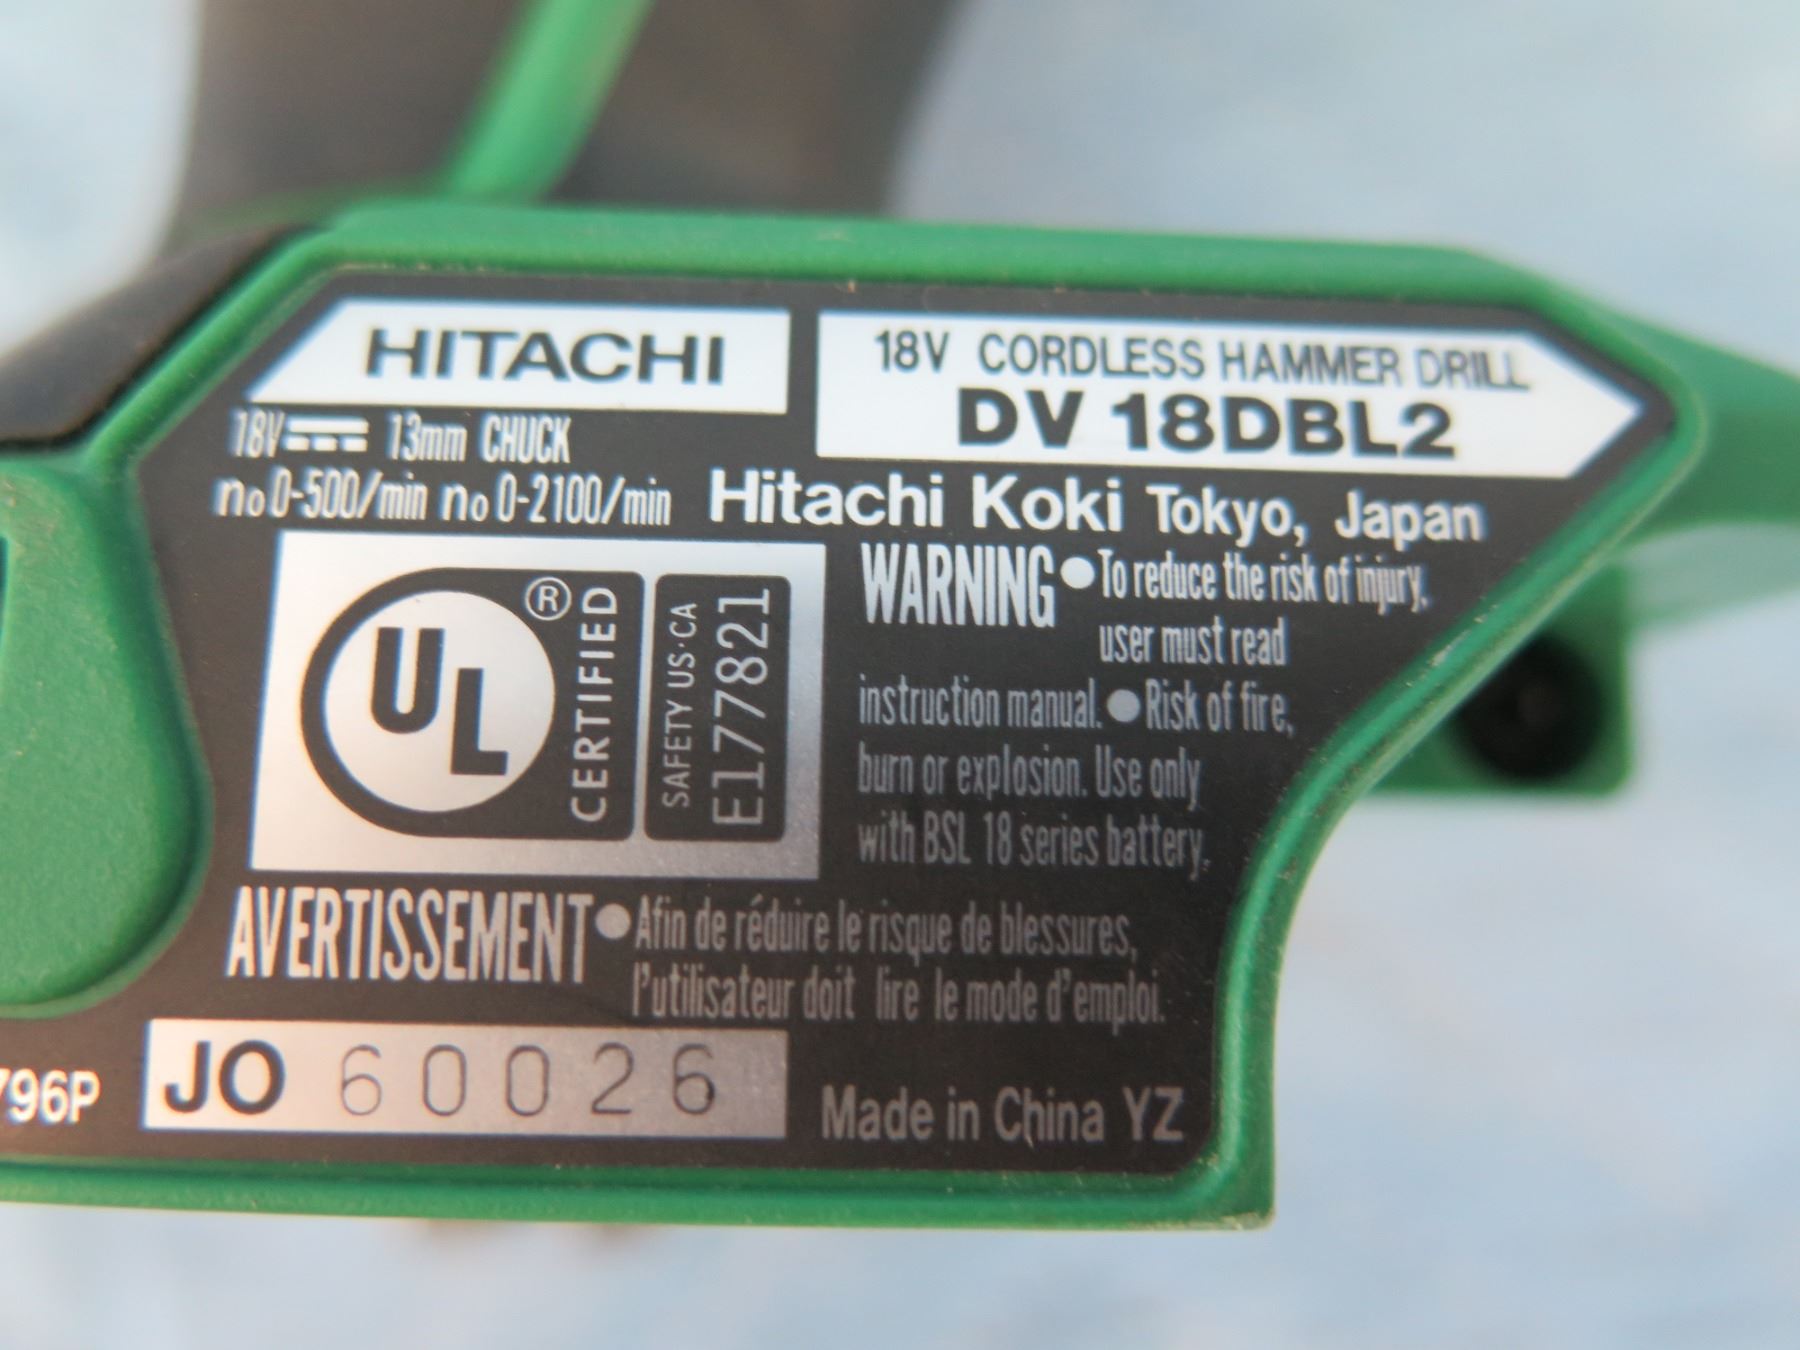 HITACHI
18V CORDLESS HAMMER DRILL
DV 18DBL2
18V⎓ 13mm CHUCK
no 0-500/min no 0-2100/min
Hitachi Koki Tokyo, Japan
UL ®
CERTIFIED
SAFETY US·CA
E177821
WARNING ●To reduce the risk of injury,
user must read
instruction manual. ●Risk of fire,
burn or explosion. Use only
with BSL 18 series battery.
AVERTISSEMENT ●Afin de réduire le risque de blessures,
l'utilisateur doit lire le mode d'emploi.
796P
JO 60026
Made in China YZ